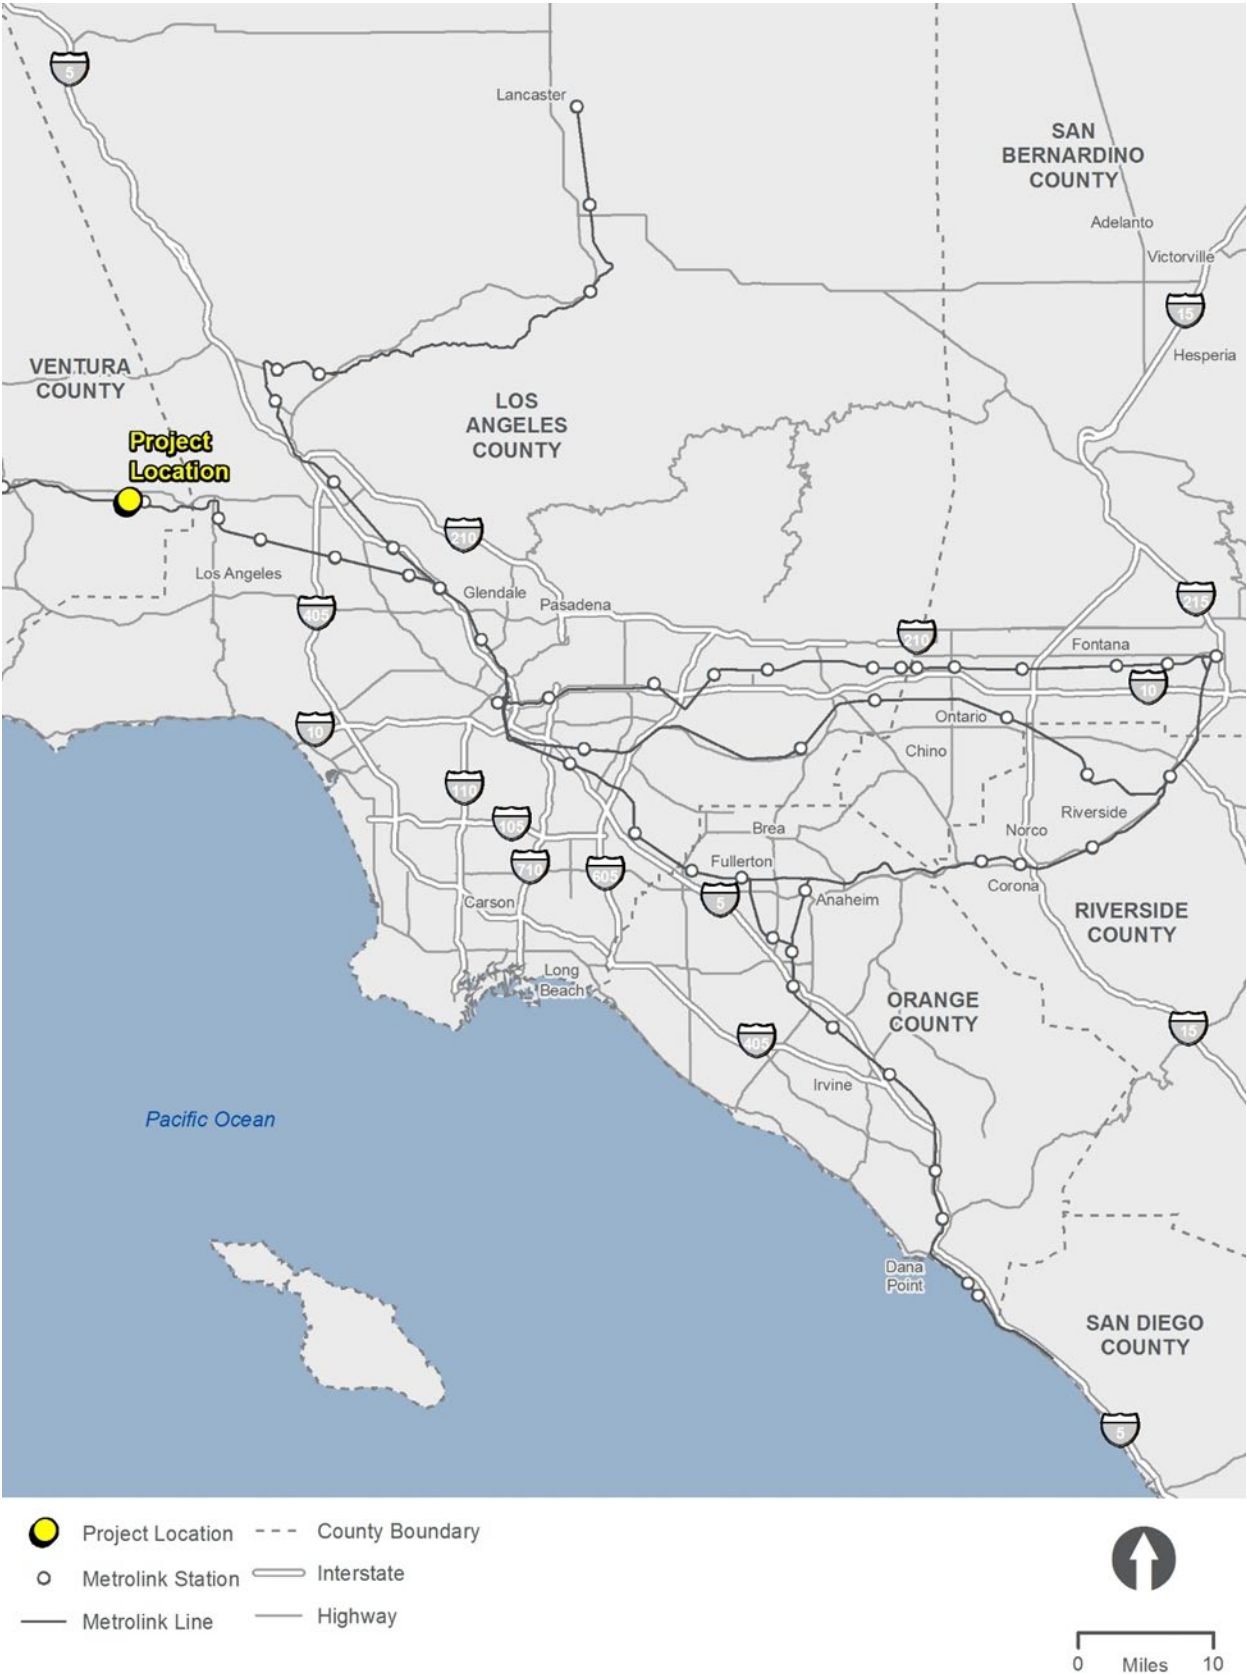 5
Lancaster
SAN
BERNARDINO
COUNTY
Adelanto
Victorville
15
Hesperia
VENTURA
COUNTY
LOS
ANGELES
COUNTY
Project
Location
210
Los Angeles
Glendale
Pasadena
405
215
210
Fontana
10
10
Ontario
Chino
110
105
Riverside
Brea
Norco
710
605
Fullerton
Corona
5
Anaheim
Carson
RIVERSIDE
COUNTY
Long
Beach
ORANGE
COUNTY
15
405
Irvine
Pacific Ocean
Dana
Point
SAN DIEGO
COUNTY
5
Project Location
County Boundary
Metrolink Station
Interstate
Metrolink Line
Highway
0 Miles 10